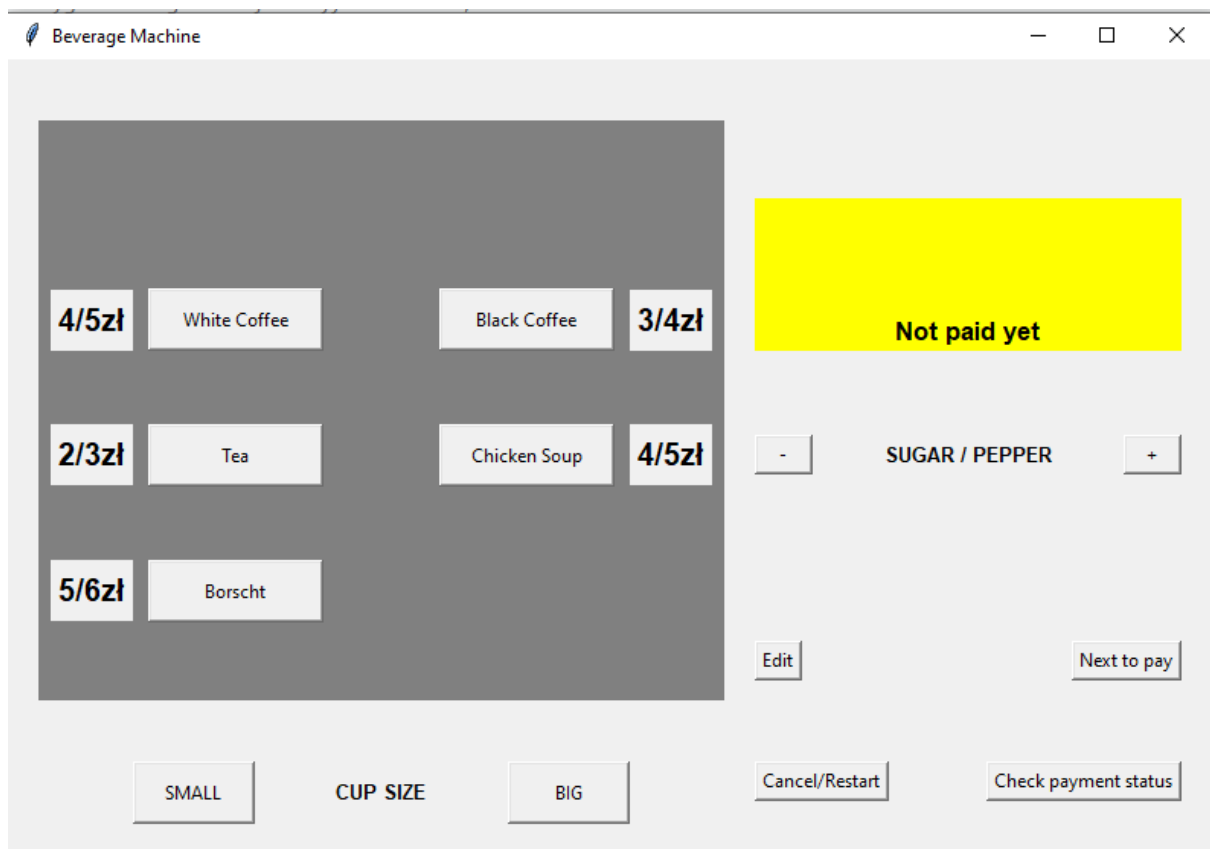 Beverage Machine
4/5zł White Coffee Black Coffee 3/4zł
Not paid yet
2/3zł Tea Chicken Soup 4/5zł
- SUGAR / PEPPER +
5/6zł Borscht
Edit Next to pay
SMALL CUP SIZE BIG
Cancel/Restart Check payment status